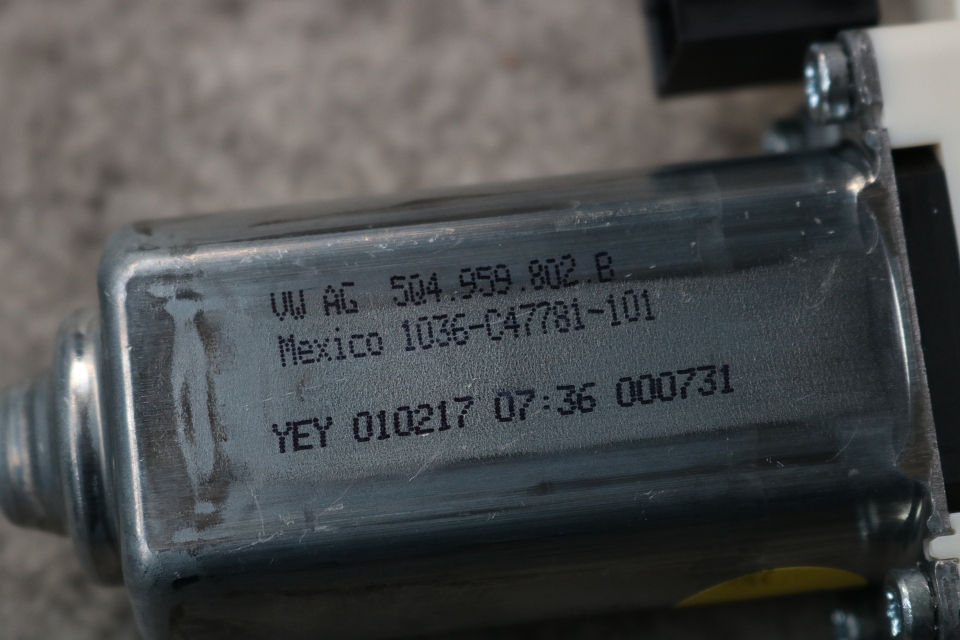 VW AG 5Q4.959.802.B
Mexico 1036-C47781-101
YEY 010217 07:36 000731